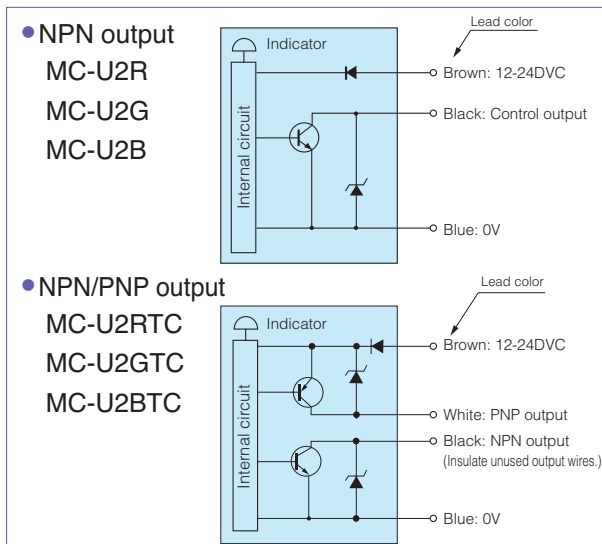 • NPN output
MC-U2R
MC-U2G
MC-U2B
Indicator
Internal circuit
Lead color
Brown: 12-24DVC
Black: Control output
Blue: 0V
• NPN/PNP output
MC-U2RTC
MC-U2GTC
MC-U2BTC
Indicator
Internal circuit
Internal circuit
Lead color
Brown: 12-24DVC
White: PNP output
Black: NPN output
(Insulate unused output wires.)
Blue: 0V